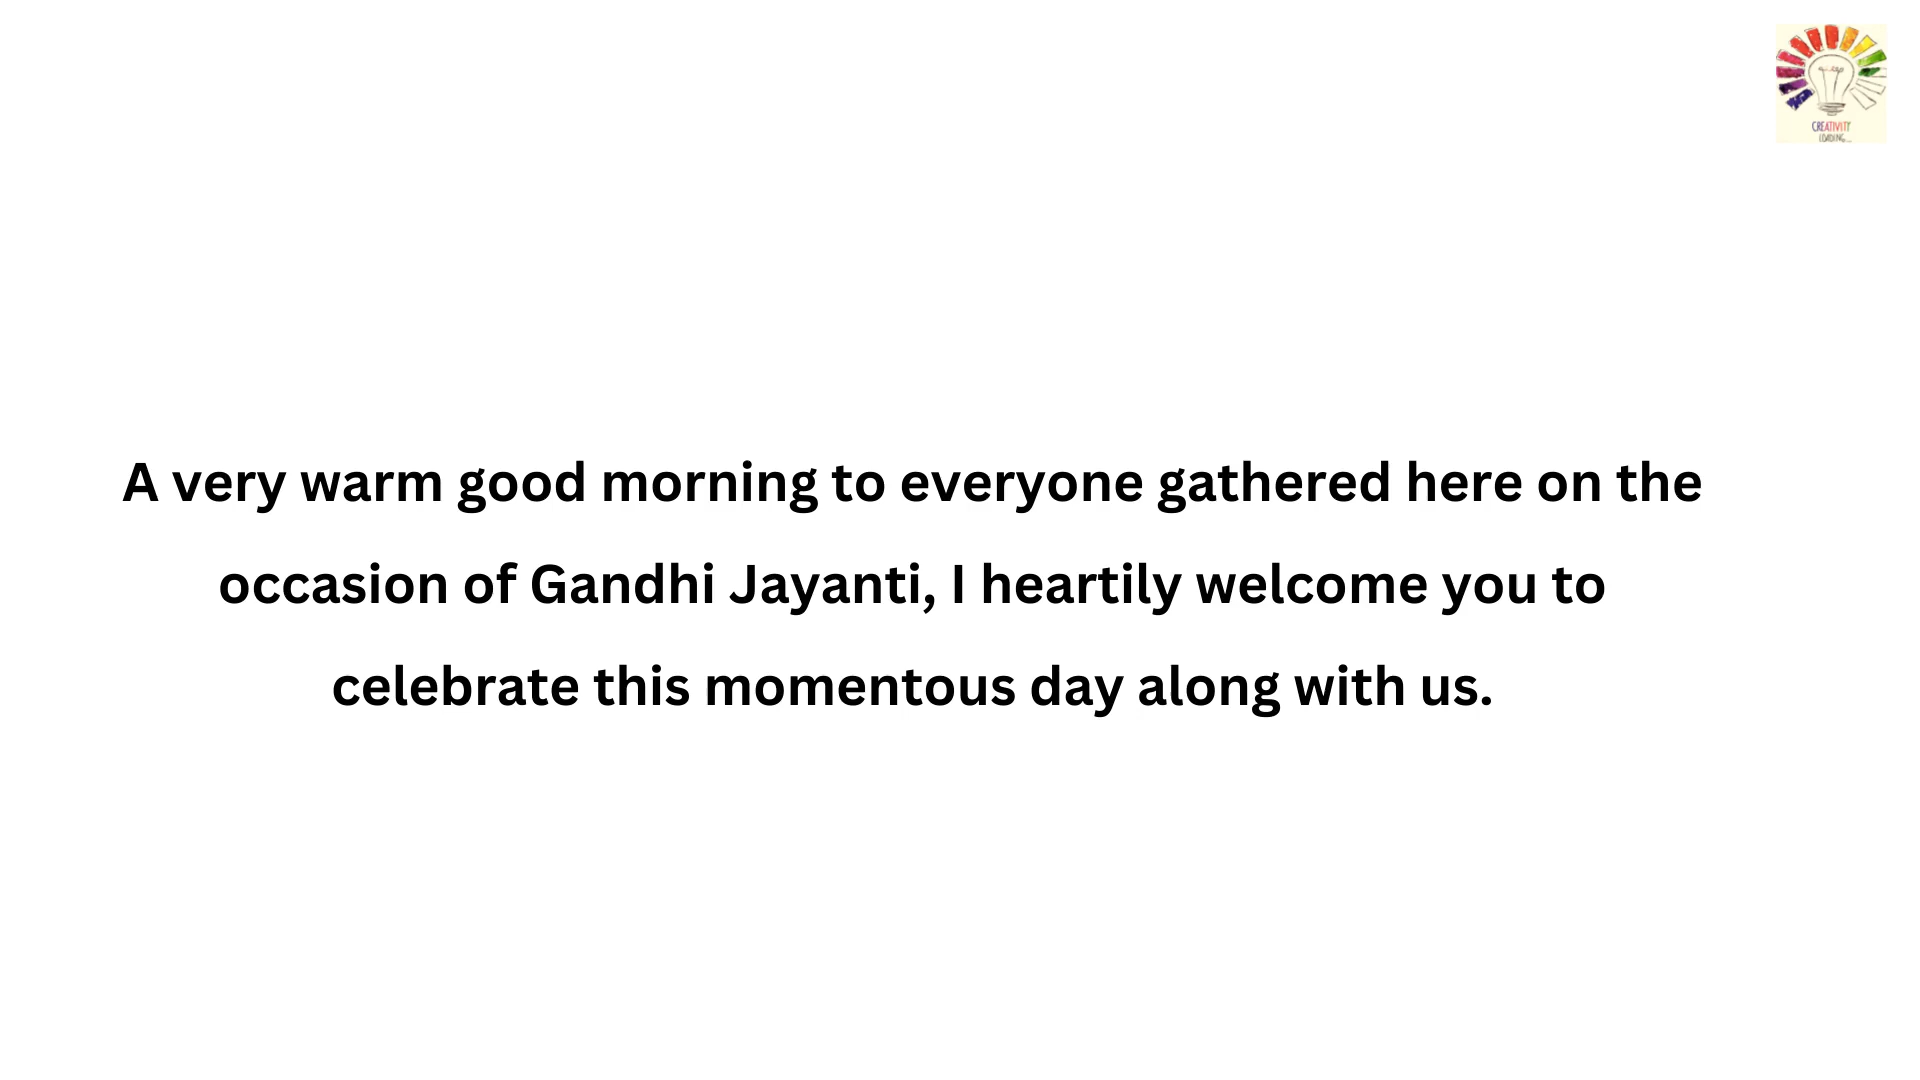 CREATIVITY
LOADING...
A very warm good morning to everyone gathered here on the
occasion of Gandhi Jayanti, I heartily welcome you to
celebrate this momentous day along with us.